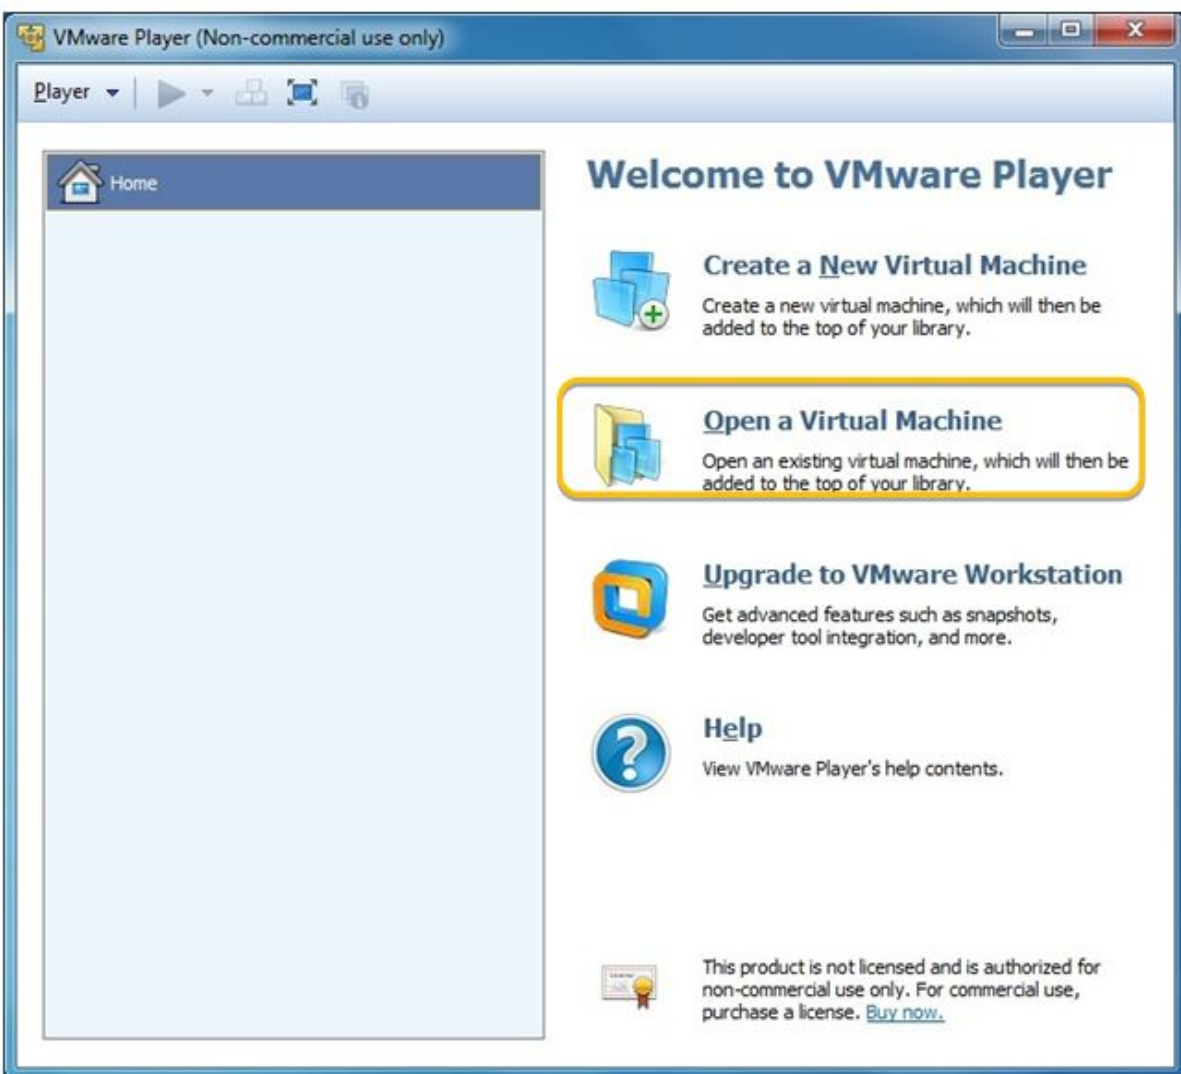 VMware Player (Non-commercial use only)
Player
Home
Welcome to VMware Player
Create a New Virtual Machine
Create a new virtual machine, which will then be
added to the top of your library.
Open a Virtual Machine
Open an existing virtual machine, which will then be
added to the top of your library.
Upgrade to VMware Workstation
Get advanced features such as snapshots,
developer tool integration, and more.
Help
View VMware Player's help contents.
This product is not licensed and is authorized for
non-commercial use only. For commercial use,
purchase a license. Buy now.